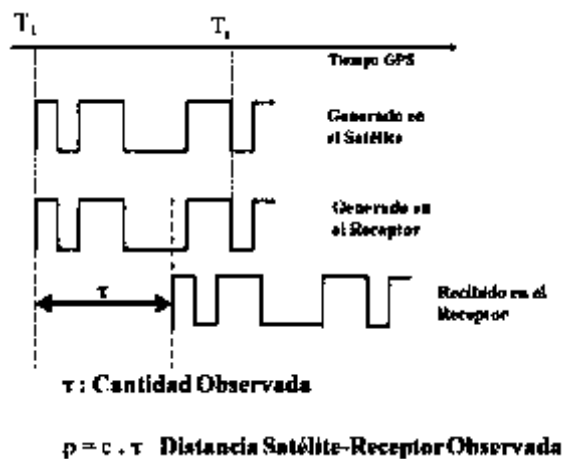 T₁ T₁
Tiempo GPS
Generado en
el Satélite
Generado en
el Receptor
τ
Recibido en el
Receptor
τ : Cantidad Observada
ρ = c . τ Distancia Satélite-Receptor Observada